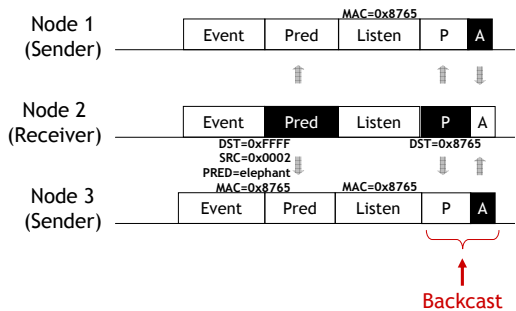 MAC=0x8765
Node 1
(Sender)
Event Pred Listen P A
Node 2
(Receiver)
Event Pred Listen P A
DST=0xFFFF
SRC=0x0002
PRED=elephant
MAC=0x8765
DST=0x8765
MAC=0x8765
Node 3
(Sender)
Event Pred Listen P A
Backcast